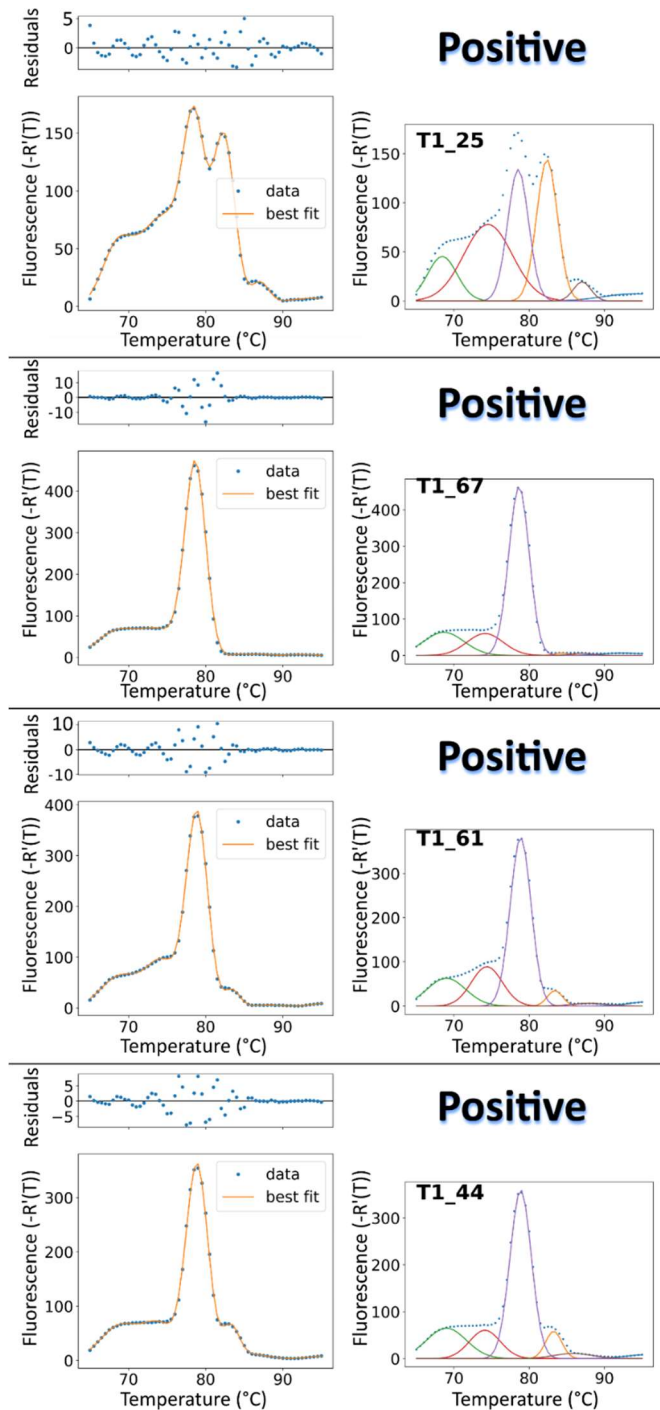 5
0
Residuals
Positive
150
100
50
0
Fluorescence (-R'(T))
data
best fit
70
80
90
Temperature (°C)
T1_25
150
100
50
0
Fluorescence (-R'(T))
70
80
90
Temperature (°C)
10
0
-10
Residuals
Positive
400
300
200
100
0
Fluorescence (-R'(T))
data
best fit
70
80
90
Temperature (°C)
T1_67
400
300
200
100
0
Fluorescence (-R'(T))
70
80
90
Temperature (°C)
10
0
-10
Residuals
Positive
400
300
200
100
0
Fluorescence (-R'(T))
data
best fit
70
80
90
Temperature (°C)
T1_61
300
200
100
0
Fluorescence (-R'(T))
70
80
90
Temperature (°C)
5
0
−5
Residuals
Positive
300
200
100
0
Fluorescence (-R'(T))
data
best fit
70
80
90
Temperature (°C)
T1_44
300
200
100
0
Fluorescence (-R'(T))
70
80
90
Temperature (°C)